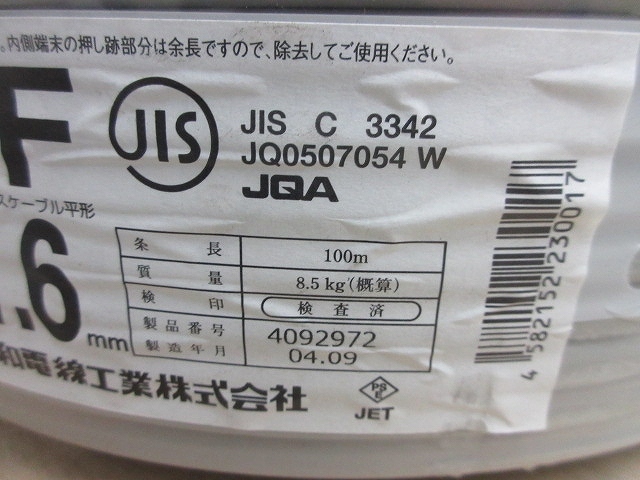 。内側端末の押し跡部分は余長ですので、除去してご使用ください。
F
JIS
JIS C 3342
JQ0507054 W
JQA
スケーブル平形
1.6 mm
条長 100m
質量 8.5kg(概算)
検印 検査済
製品番号 4092972
製造年月 04.09
和電線工業株式会社
PS E
JET
4 582152 230017